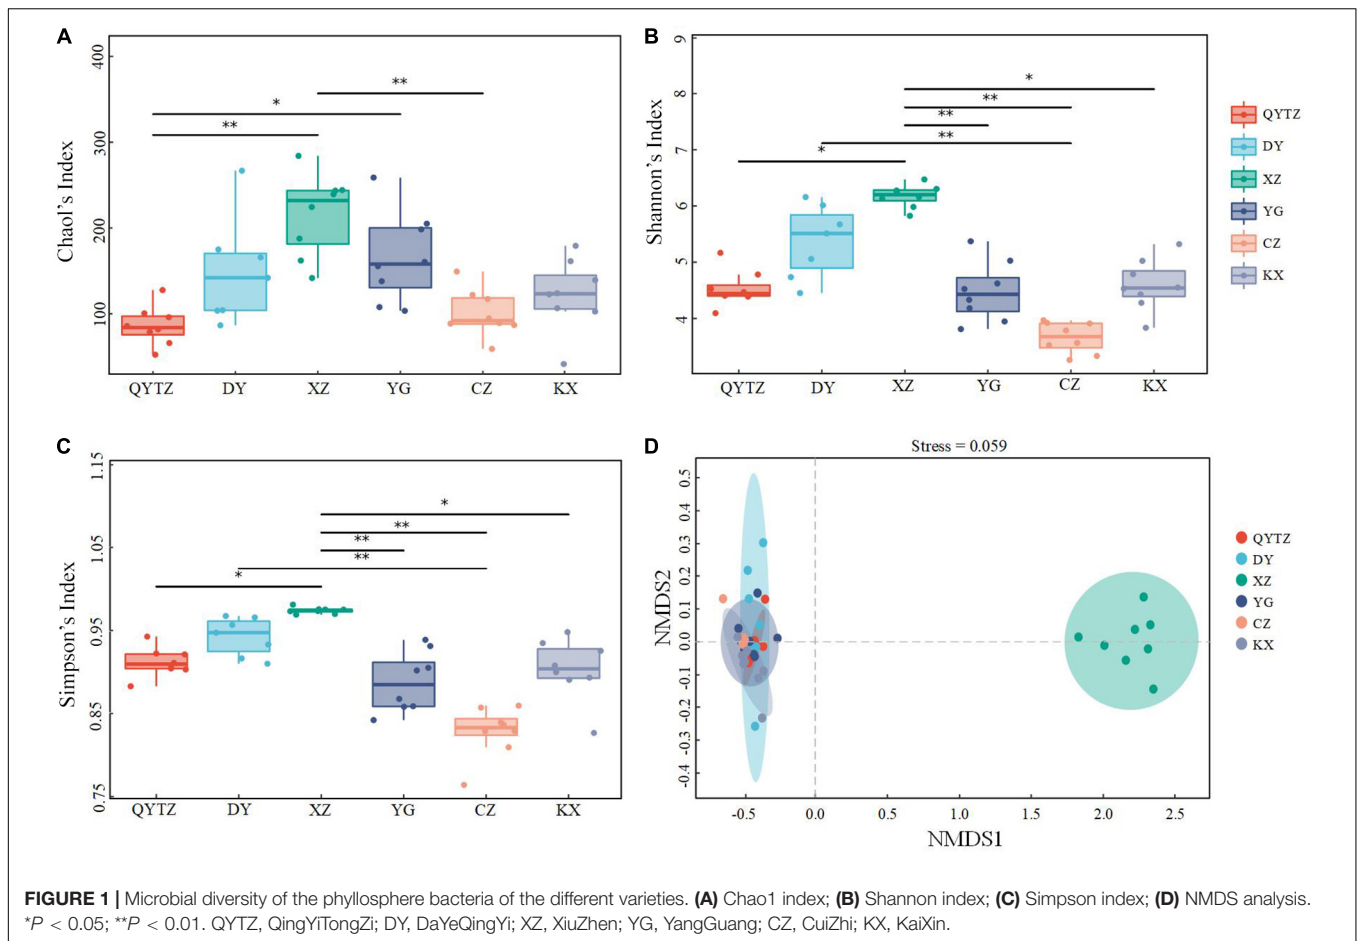 A
400
300
200
100
Chaol's Index
**
*
**
QYTZ DY XZ YG CZ KX
B
9
8
7
6
5
4
Shannon's Index
*
**
**
**
*
QYTZ DY XZ YG CZ KX
QYTZ
DY
XZ
YG
CZ
KX
C
1.15
1.05
0.95
0.85
0.75
Simpson's Index
*
**
**
**
*
QYTZ DY XZ YG CZ KX
D
Stress = 0.059
0.5
0.4
0.3
0.2
0.1
0.0
-0.1
-0.2
-0.3
-0.4
NMDS2
-0.5 0.0 0.5 1.0 1.5 2.0 2.5
NMDS1
QYTZ
DY
XZ
YG
CZ
KX
FIGURE 1 | Microbial diversity of the phyllosphere bacteria of the different varieties. (A) Chao1 index; (B) Shannon index; (C) Simpson index; (D) NMDS analysis.
*P < 0.05; **P < 0.01. QYTZ, QingYiTongZi; DY, DaYeQingYi; XZ, XiuZhen; YG, YangGuang; CZ, CuiZhi; KX, KaiXin.